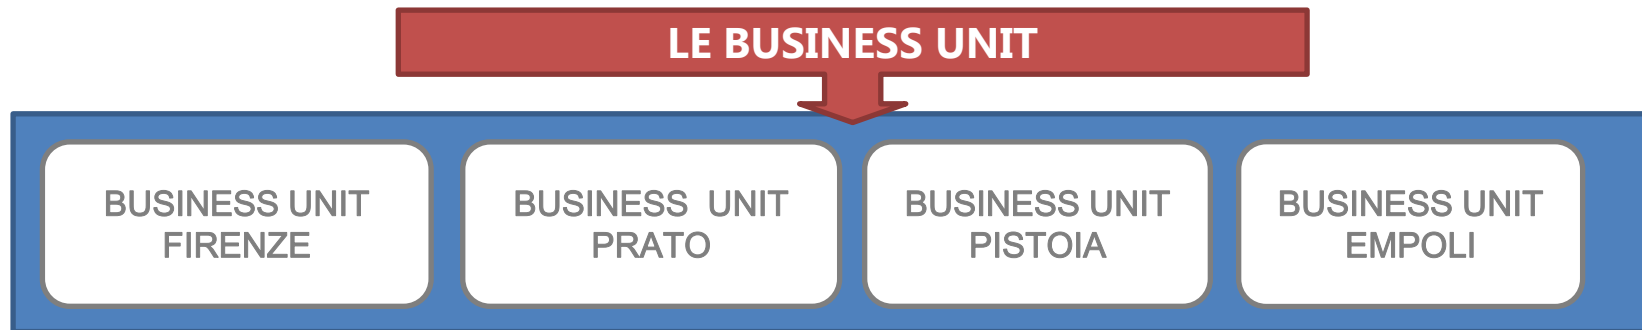 LE BUSINESS UNIT
BUSINESS UNIT
FIRENZE
BUSINESS UNIT
PRATO
BUSINESS UNIT
PISTOIA
BUSINESS UNIT
EMPOLI